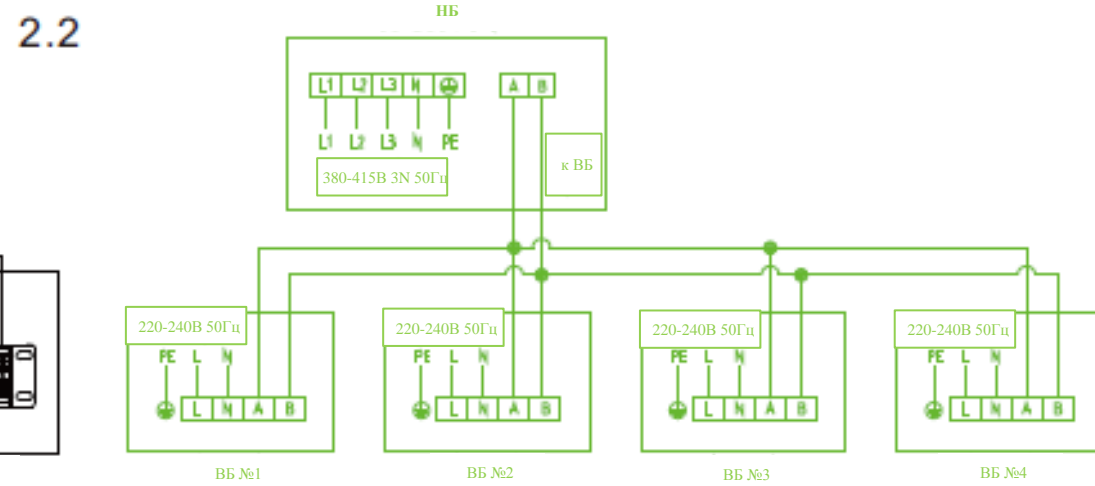 2.2
НБ
L1 L2 L3 N
A B
L1 L2 L3 N PE
к ВБ
380-415В 3N 50Гц
220-240В 50Гц
PE L N
L N A B
ВБ №1
220-240В 50Гц
PE L N
L N A B
ВБ №2
220-240В 50Гц
PE L N
L N A B
ВБ №3
220-240В 50Гц
PE L N
L N A B
ВБ №4